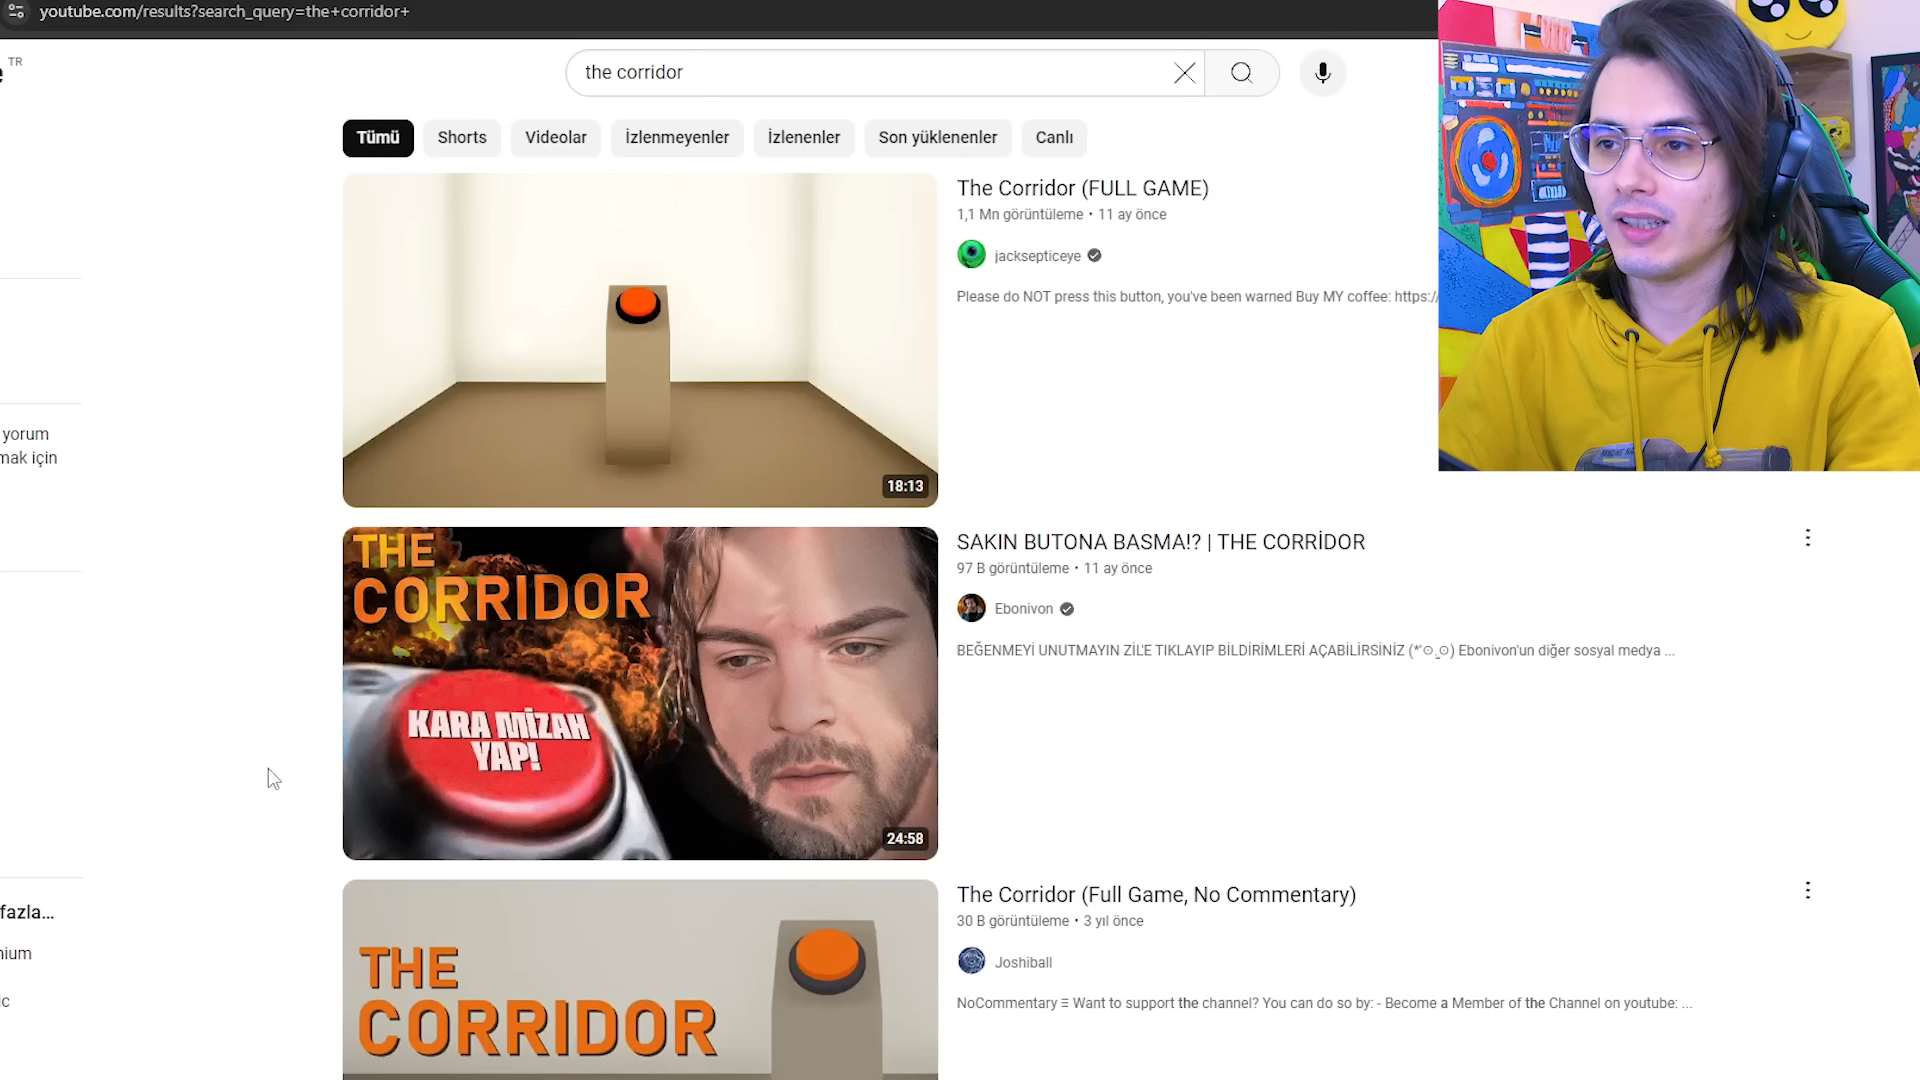 youtube.com/results?search_query=the+corridor+
TR
the corridor
Tümü
Shorts
Videolar
İzlenmeyenler
İzlenenler
Son yüklenenler
Canlı
18:13
The Corridor (FULL GAME)
1,1 Mn görüntüleme • 11 ay önce
jacksepticeye
Please do NOT press this button, you've been warned Buy MY coffee: https://
yorum
mak için
THE
CORRIDOR
KARA MİZAH
YAP!
24:58
SAKIN BUTONA BASMA!? | THE CORRİDOR
97 B görüntüleme • 11 ay önce
Ebonivon
BEĞENMEYİ UNUTMAYIN ZİL'E TIKLAYIP BİLDİRİMLERİ AÇABİLİRSİNİZ (*˘⊙_⊙) Ebonivon'un diğer sosyal medya ...
fazla...
nium
ic
THE
CORRIDOR
The Corridor (Full Game, No Commentary)
30 B görüntüleme • 3 yıl önce
Joshiball
NoCommentary Ξ Want to support the channel? You can do so by: - Become a Member of the Channel on youtube: ...